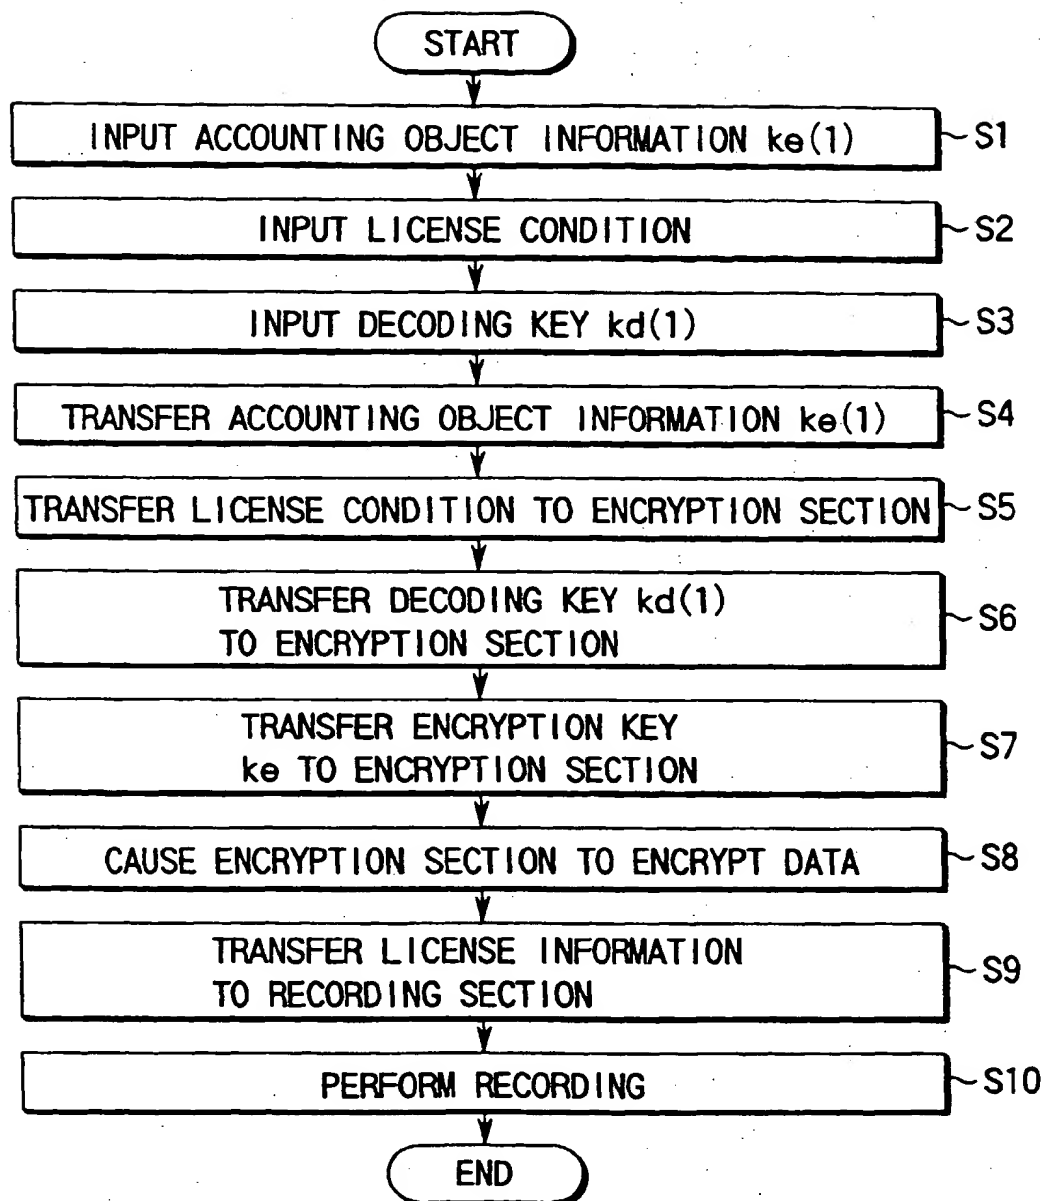 START
INPUT ACCOUNTING OBJECT INFORMATION ke(1) S1
INPUT LICENSE CONDITION S2
INPUT DECODING KEY kd(1) S3
TRANSFER ACCOUNTING OBJECT INFORMATION ke(1) S4
TRANSFER LICENSE CONDITION TO ENCRYPTION SECTION S5
TRANSFER DECODING KEY kd(1)
TO ENCRYPTION SECTION S6
TRANSFER ENCRYPTION KEY
ke TO ENCRYPTION SECTION S7
CAUSE ENCRYPTION SECTION TO ENCRYPT DATA S8
TRANSFER LICENSE INFORMATION
TO RECORDING SECTION S9
PERFORM RECORDING S10
END